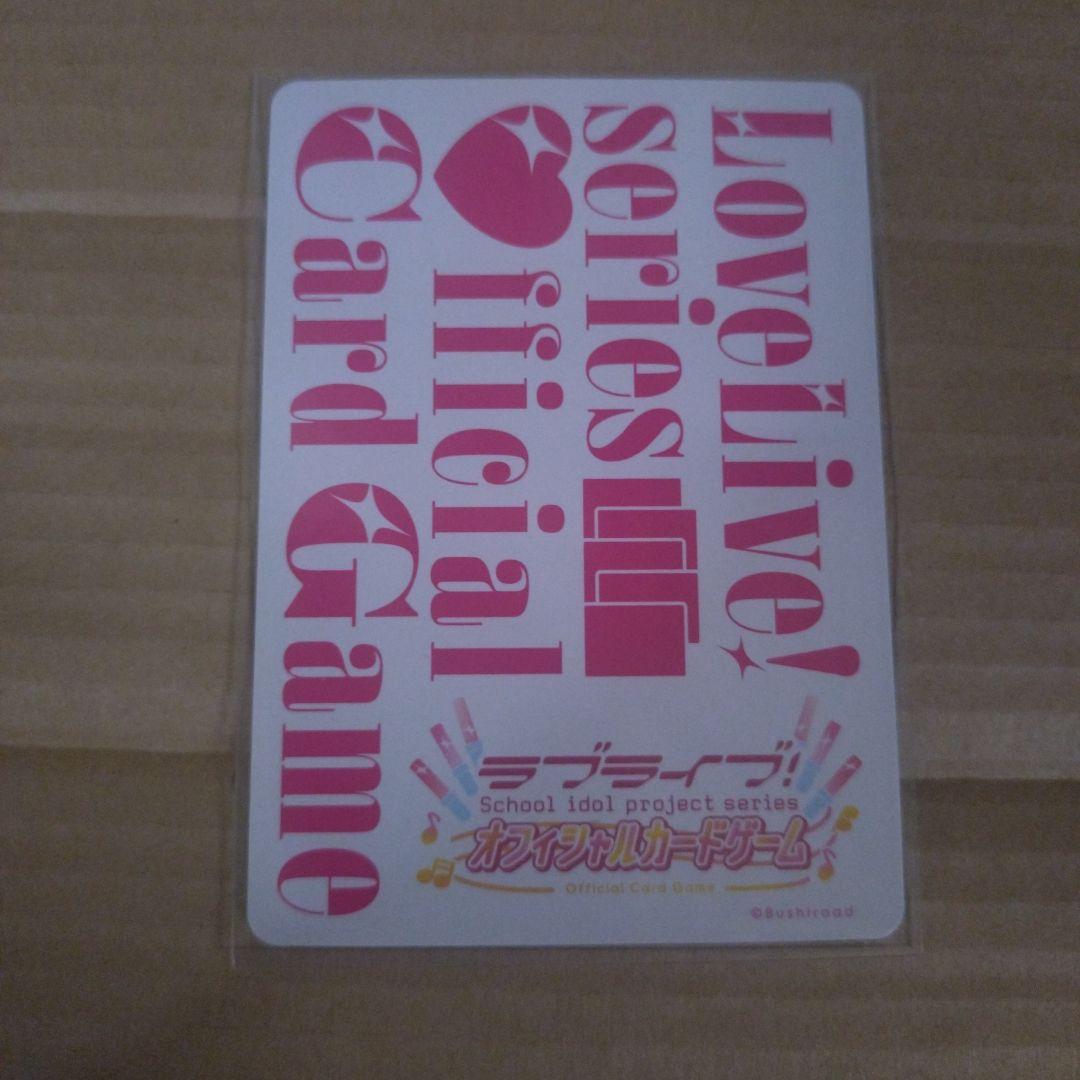 LoveLive!
series
♥fficial
Card Game
ラブライブ!
School idol project series
オフィシャルカードゲーム
Official Card Game
©Bushiroad